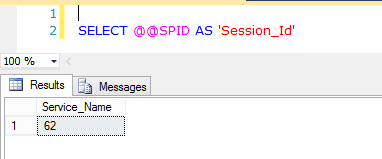 1
2 SELECT @@SPID AS 'Session_Id'
100 %
Results Messages
Service_Name
1 62